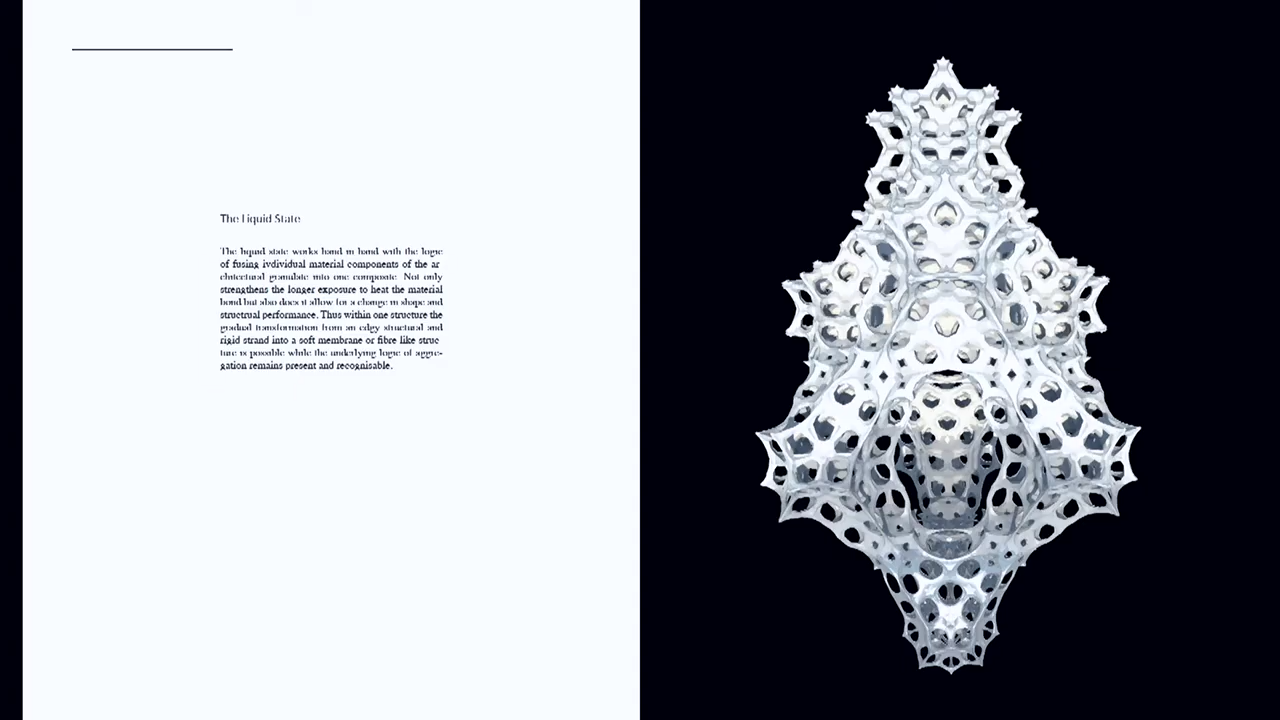 The Liquid State
The liquid state works hand in hand with the logic
of fusing ivdividual material components of the ar-
chitectural granulate into one composite. Not only
strengthens the longer exposure to heat the material
bond but also does it allow for a change in shape and
structrual performance. Thus within one structure the
gradual transformation from an edgy structural and
rigid strand into a soft membrane or fibre like struc-
ture is possible while the underlying logic of aggre-
gation remains present and recognisable.